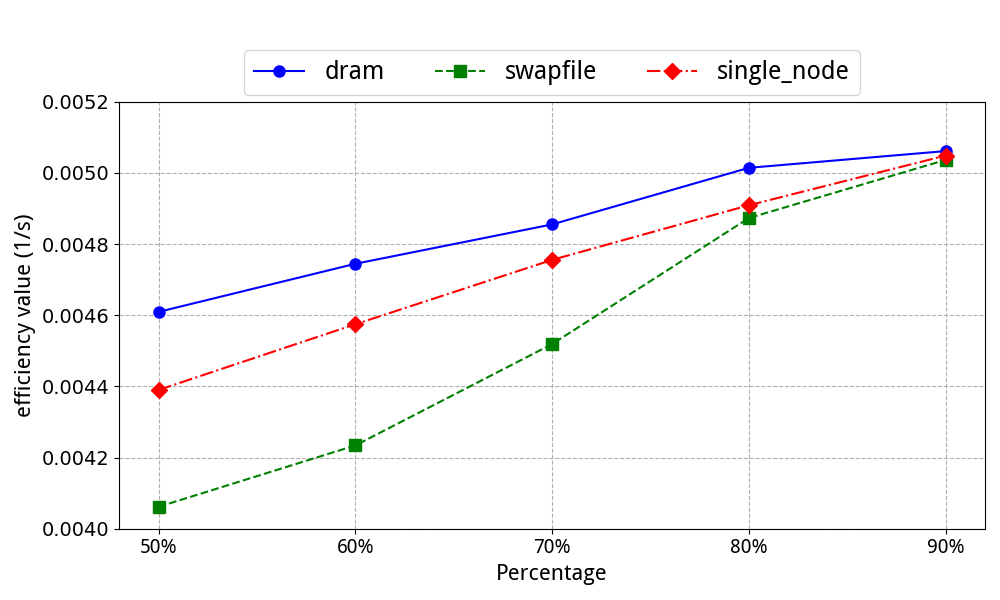 dram swapfile single_node
efficiency value (1/s)
0.0052
0.0050
0.0048
0.0046
0.0044
0.0042
0.0040
50% 60% 70% 80% 90%
Percentage